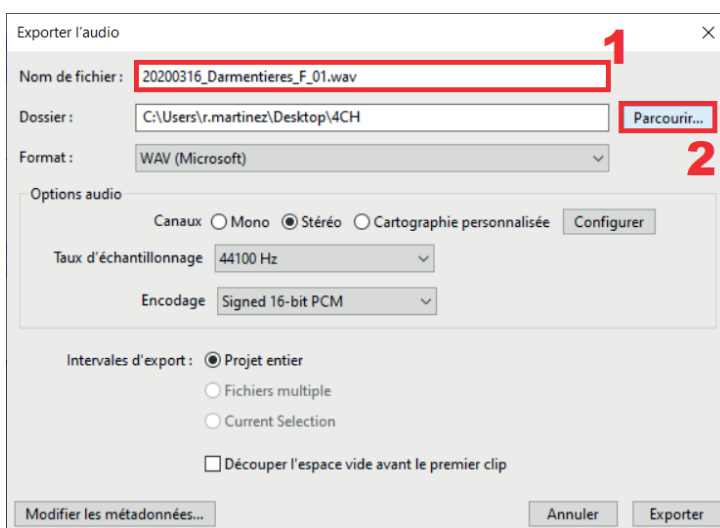 Exporter l'audio
1
Nom de fichier : 20200316_Darmentieres_F_01.wav
Dossier : C:\Users\r.martinez\Desktop\4CH Parcourir...
2
Format : WAV (Microsoft)
Options audio
Canaux Mono Stéréo Cartographie personnalisée Configurer
Taux d'échantillonnage 44100 Hz
Encodage Signed 16-bit PCM
Intervales d'export : Projet entier
Fichiers multiple
Current Selection
Découper l'espace vide avant le premier clip
Modifier les métadonnées... Annuler Exporter